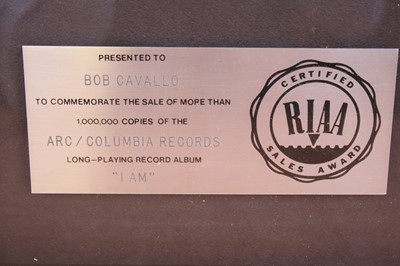 PRESENTED TO
BOB CAVALLO
TO COMMEMORATE THE SALE OF MORE THAN
1,000,000 COPIES OF THE
ARC/COLUMBIA RECORDS
LONG-PLAYING RECORD ALBUM
"I AM"
CERTIFIED
RIAA
SALES AWARD